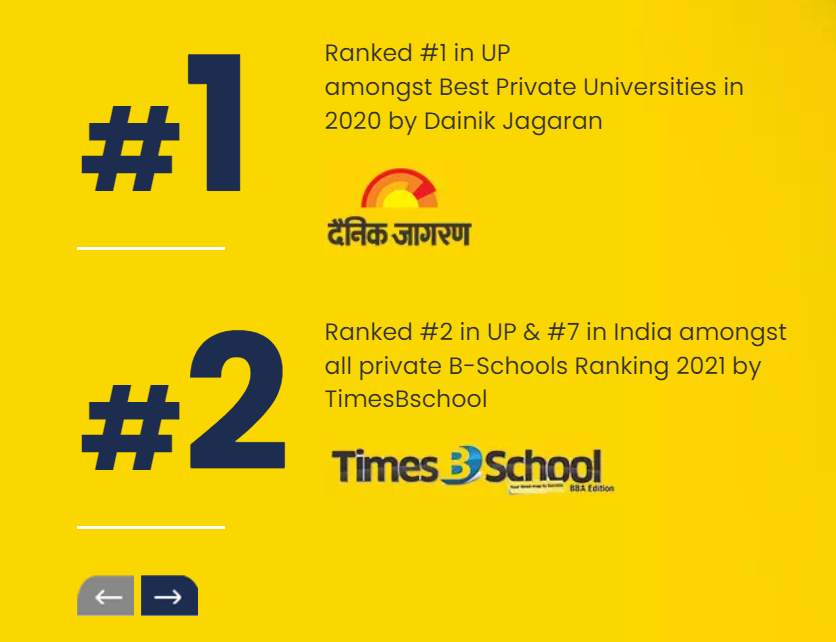 #1
Ranked #1 in UP
amongst Best Private Universities in
2020 by Dainik Jagaran
दैनिक जागरण
#2
Ranked #2 in UP & #7 in India amongst
all private B-Schools Ranking 2021 by
TimesBschool
Times B School
BBA Edition